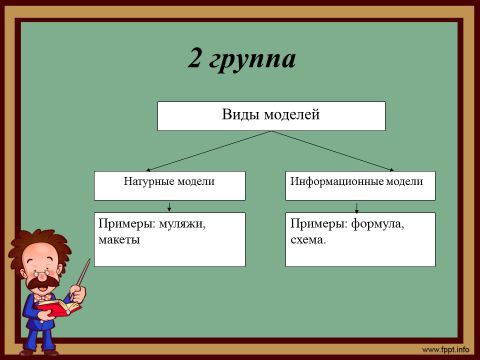 2 группа
Виды моделей
Натурные модели
Информационные модели
Примеры: муляжи,
макеты
Примеры: формула,
схема.
www.fppt.info